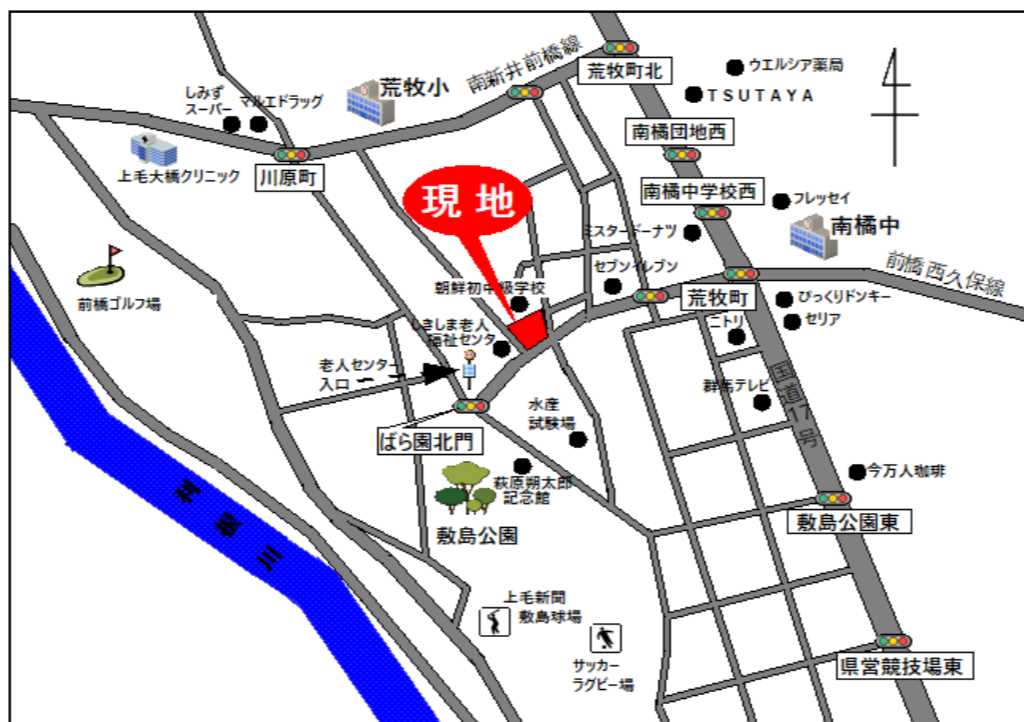 南新井前橋線
荒牧町北
ウエルシア薬局
TSUTAYA
荒牧小
しみず
スーパー
マルエドラッグ
南橘団地西
上毛大橋クリニック
川原町
現地
南橘中学校西
フレッセイ
南橘中
ミスタードーナツ
前橋西久保線
セブンイレブン
朝鮮初中級学校
荒牧町
びっくりドンキー
セリア
ニトリ
前橋ゴルフ場
しきしま老人
福祉センタ
老人センター
入口
国道17号
群馬テレビ
水産
試験場
ばら園北門
萩原朔太郎
記念館
今万人珈琲
敷島公園
敷島公園東
利根川
上毛新聞
敷島球場
サッカー
ラグビー場
県営競技場東